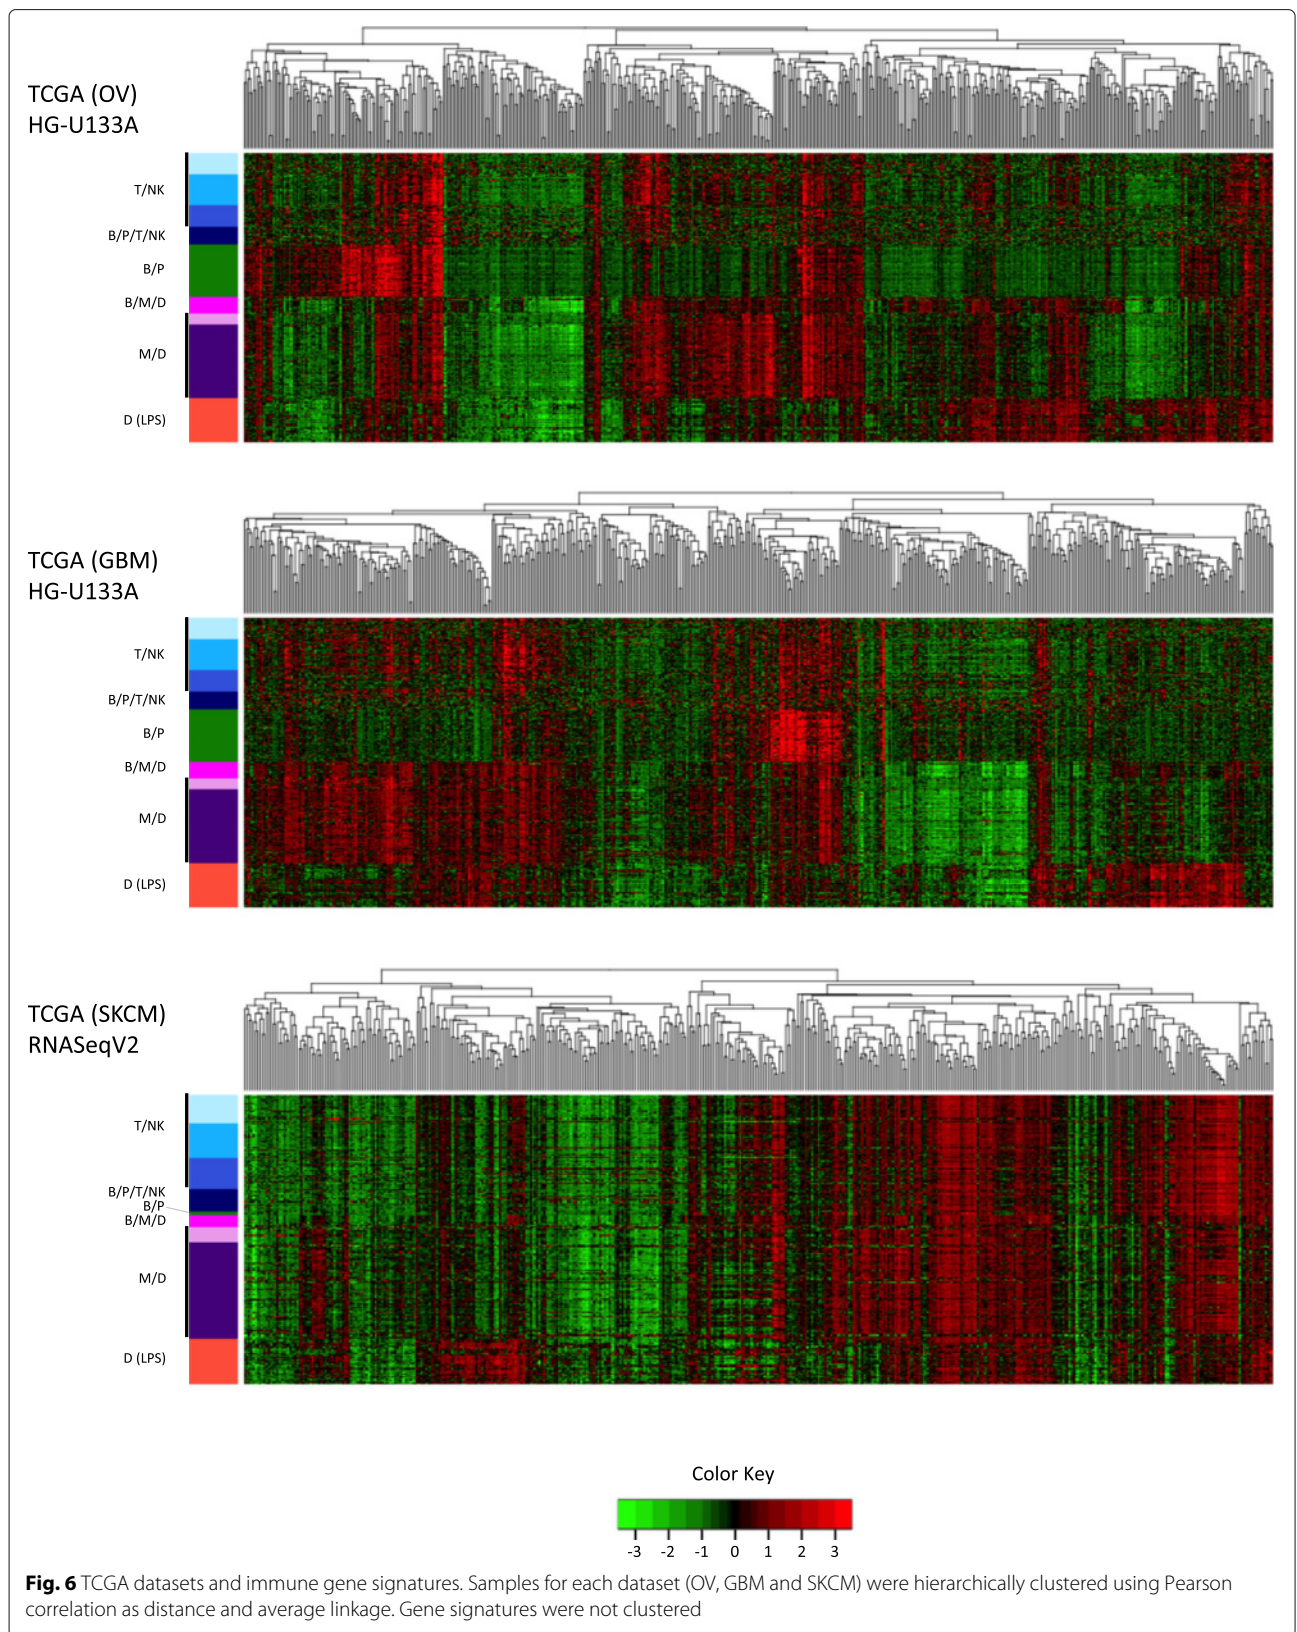 TCGA (OV)
HG-U133A
T/NK
B/P/T/NK
B/P
B/M/D
M/D
D (LPS)
TCGA (GBM)
HG-U133A
T/NK
B/P/T/NK
B/P
B/M/D
M/D
D (LPS)
TCGA (SKCM)
RNASeqV2
T/NK
B/P/T/NK
B/P
B/M/D
M/D
D (LPS)
Color Key
-3 -2 -1 0 1 2 3
Fig. 6 TCGA datasets and immune gene signatures. Samples for each dataset (OV, GBM and SKCM) were hierarchically clustered using Pearson
correlation as distance and average linkage. Gene signatures were not clustered